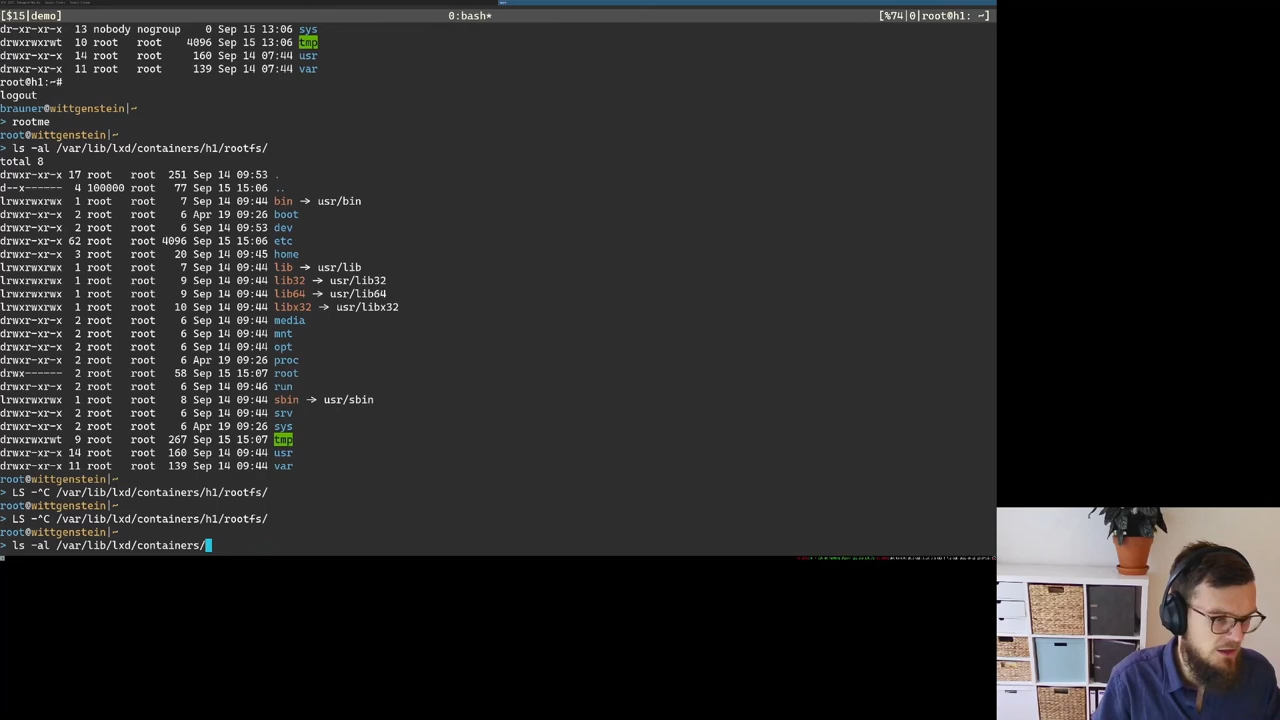 [$15|demo] 0:bash* [%74|0|root@h1: ~]
dr-xr-xr-x 13 nobody nogroup 0 Sep 15 13:06 sys
drwxrwxrwt 10 root root 4096 Sep 15 13:06 tmp
drwxr-xr-x 14 root root 160 Sep 14 07:44 usr
drwxr-xr-x 11 root root 139 Sep 14 07:44 var
root@h1:~#
logout
brauner@wittgenstein|~
> rootme
root@wittgenstein|~
> ls -al /var/lib/lxd/containers/h1/rootfs/
total 8
drwxr-xr-x 17 root root 251 Sep 14 09:53 .
d--x------ 4 100000 root 77 Sep 15 15:06 ..
lrwxrwxrwx 1 root root 7 Sep 14 09:44 bin → usr/bin
drwxr-xr-x 2 root root 6 Apr 19 09:26 boot
drwxr-xr-x 2 root root 6 Sep 14 09:53 dev
drwxr-xr-x 62 root root 4096 Sep 15 15:06 etc
drwxr-xr-x 3 root root 20 Sep 14 09:45 home
lrwxrwxrwx 1 root root 7 Sep 14 09:44 lib → usr/lib
lrwxrwxrwx 1 root root 9 Sep 14 09:44 lib32 → usr/lib32
lrwxrwxrwx 1 root root 9 Sep 14 09:44 lib64 → usr/lib64
lrwxrwxrwx 1 root root 10 Sep 14 09:44 libx32 → usr/libx32
drwxr-xr-x 2 root root 6 Sep 14 09:44 media
drwxr-xr-x 2 root root 6 Sep 14 09:44 mnt
drwxr-xr-x 2 root root 6 Sep 14 09:44 opt
drwxr-xr-x 2 root root 6 Apr 19 09:26 proc
drwx------ 2 root root 58 Sep 15 15:07 root
drwxr-xr-x 2 root root 6 Sep 14 09:46 run
lrwxrwxrwx 1 root root 8 Sep 14 09:44 sbin → usr/sbin
drwxr-xr-x 2 root root 6 Sep 14 09:44 srv
drwxr-xr-x 2 root root 6 Apr 19 09:26 sys
drwxrwxrwt 9 root root 267 Sep 15 15:07 tmp
drwxr-xr-x 14 root root 160 Sep 14 09:44 usr
drwxr-xr-x 11 root root 139 Sep 14 09:44 var
root@wittgenstein|~
> LS -^C /var/lib/lxd/containers/h1/rootfs/
root@wittgenstein|~
> LS -^C /var/lib/lxd/containers/h1/rootfs/
root@wittgenstein|~
> ls -al /var/lib/lxd/containers/